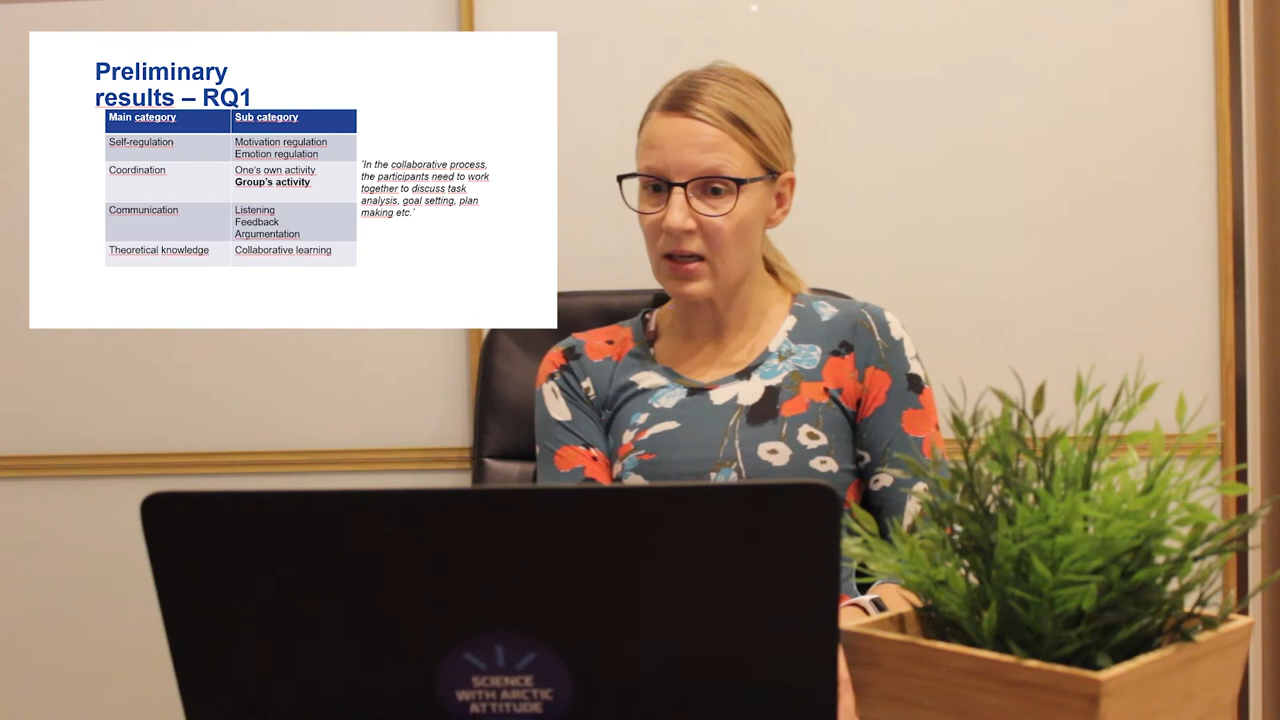 Preliminary
results – RQ1
Main category Sub category
Self-regulation Motivation regulation
Emotion regulation
Coordination One's own activity
Group's activity
'In the collaborative process,
the participants need to work
together to discuss task
analysis, goal setting, plan
making etc.'
Communication Listening
Feedback
Argumentation
Theoretical knowledge Collaborative learning
SCIENCE
WITH ARCTIC
ATTITUDE